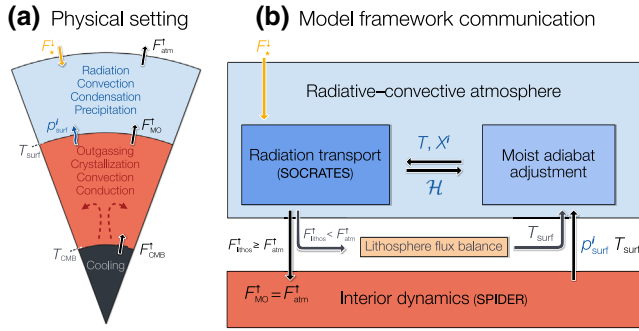 (a) Physical setting
F⋆↓
F↑atm
Radiation
Convection
Condensation
Precipitation
pⁱsurf
F↑MO
Tsurf
Outgassing
Crystallization
Convection
Conduction
TCMB
F↑CMB
Cooling
(b) Model framework communication
F⋆↓
Radiative–convective atmosphere
Radiation transport
(SOCRATES)
T, Xⁱ
ℋ
Moist adiabat
adjustment
F↑lithos ≥ F↑atm
F↑lithos < F↑atm
Lithosphere flux balance
Tsurf
pⁱsurf Tsurf
F↑MO = F↑atm
Interior dynamics (SPIDER)